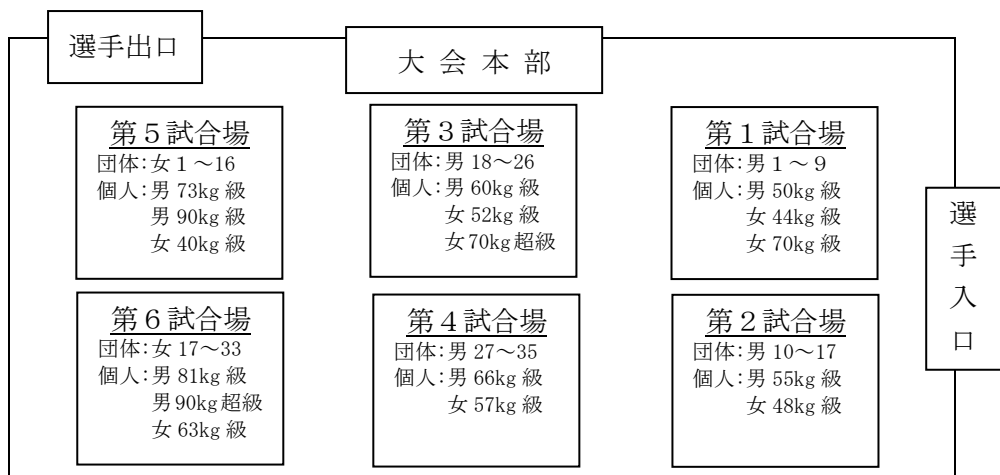 選手出口
大会本部
第５試合場
団体：女１～16
個人：男 73kg 級
男 90kg 級
女 40kg 級
第３試合場
団体：男 18～26
個人：男 60kg 級
女 52kg 級
女 70kg 超級
第１試合場
団体：男１～９
個人：男 50kg 級
女 44kg 級
女 70kg 級
選手入口
第６試合場
団体：女 17～33
個人：男 81kg 級
男 90kg 超級
女 63kg 級
第４試合場
団体：男 27～35
個人：男 66kg 級
女 57kg 級
第２試合場
団体：男 10～17
個人：男 55kg 級
女 48kg 級